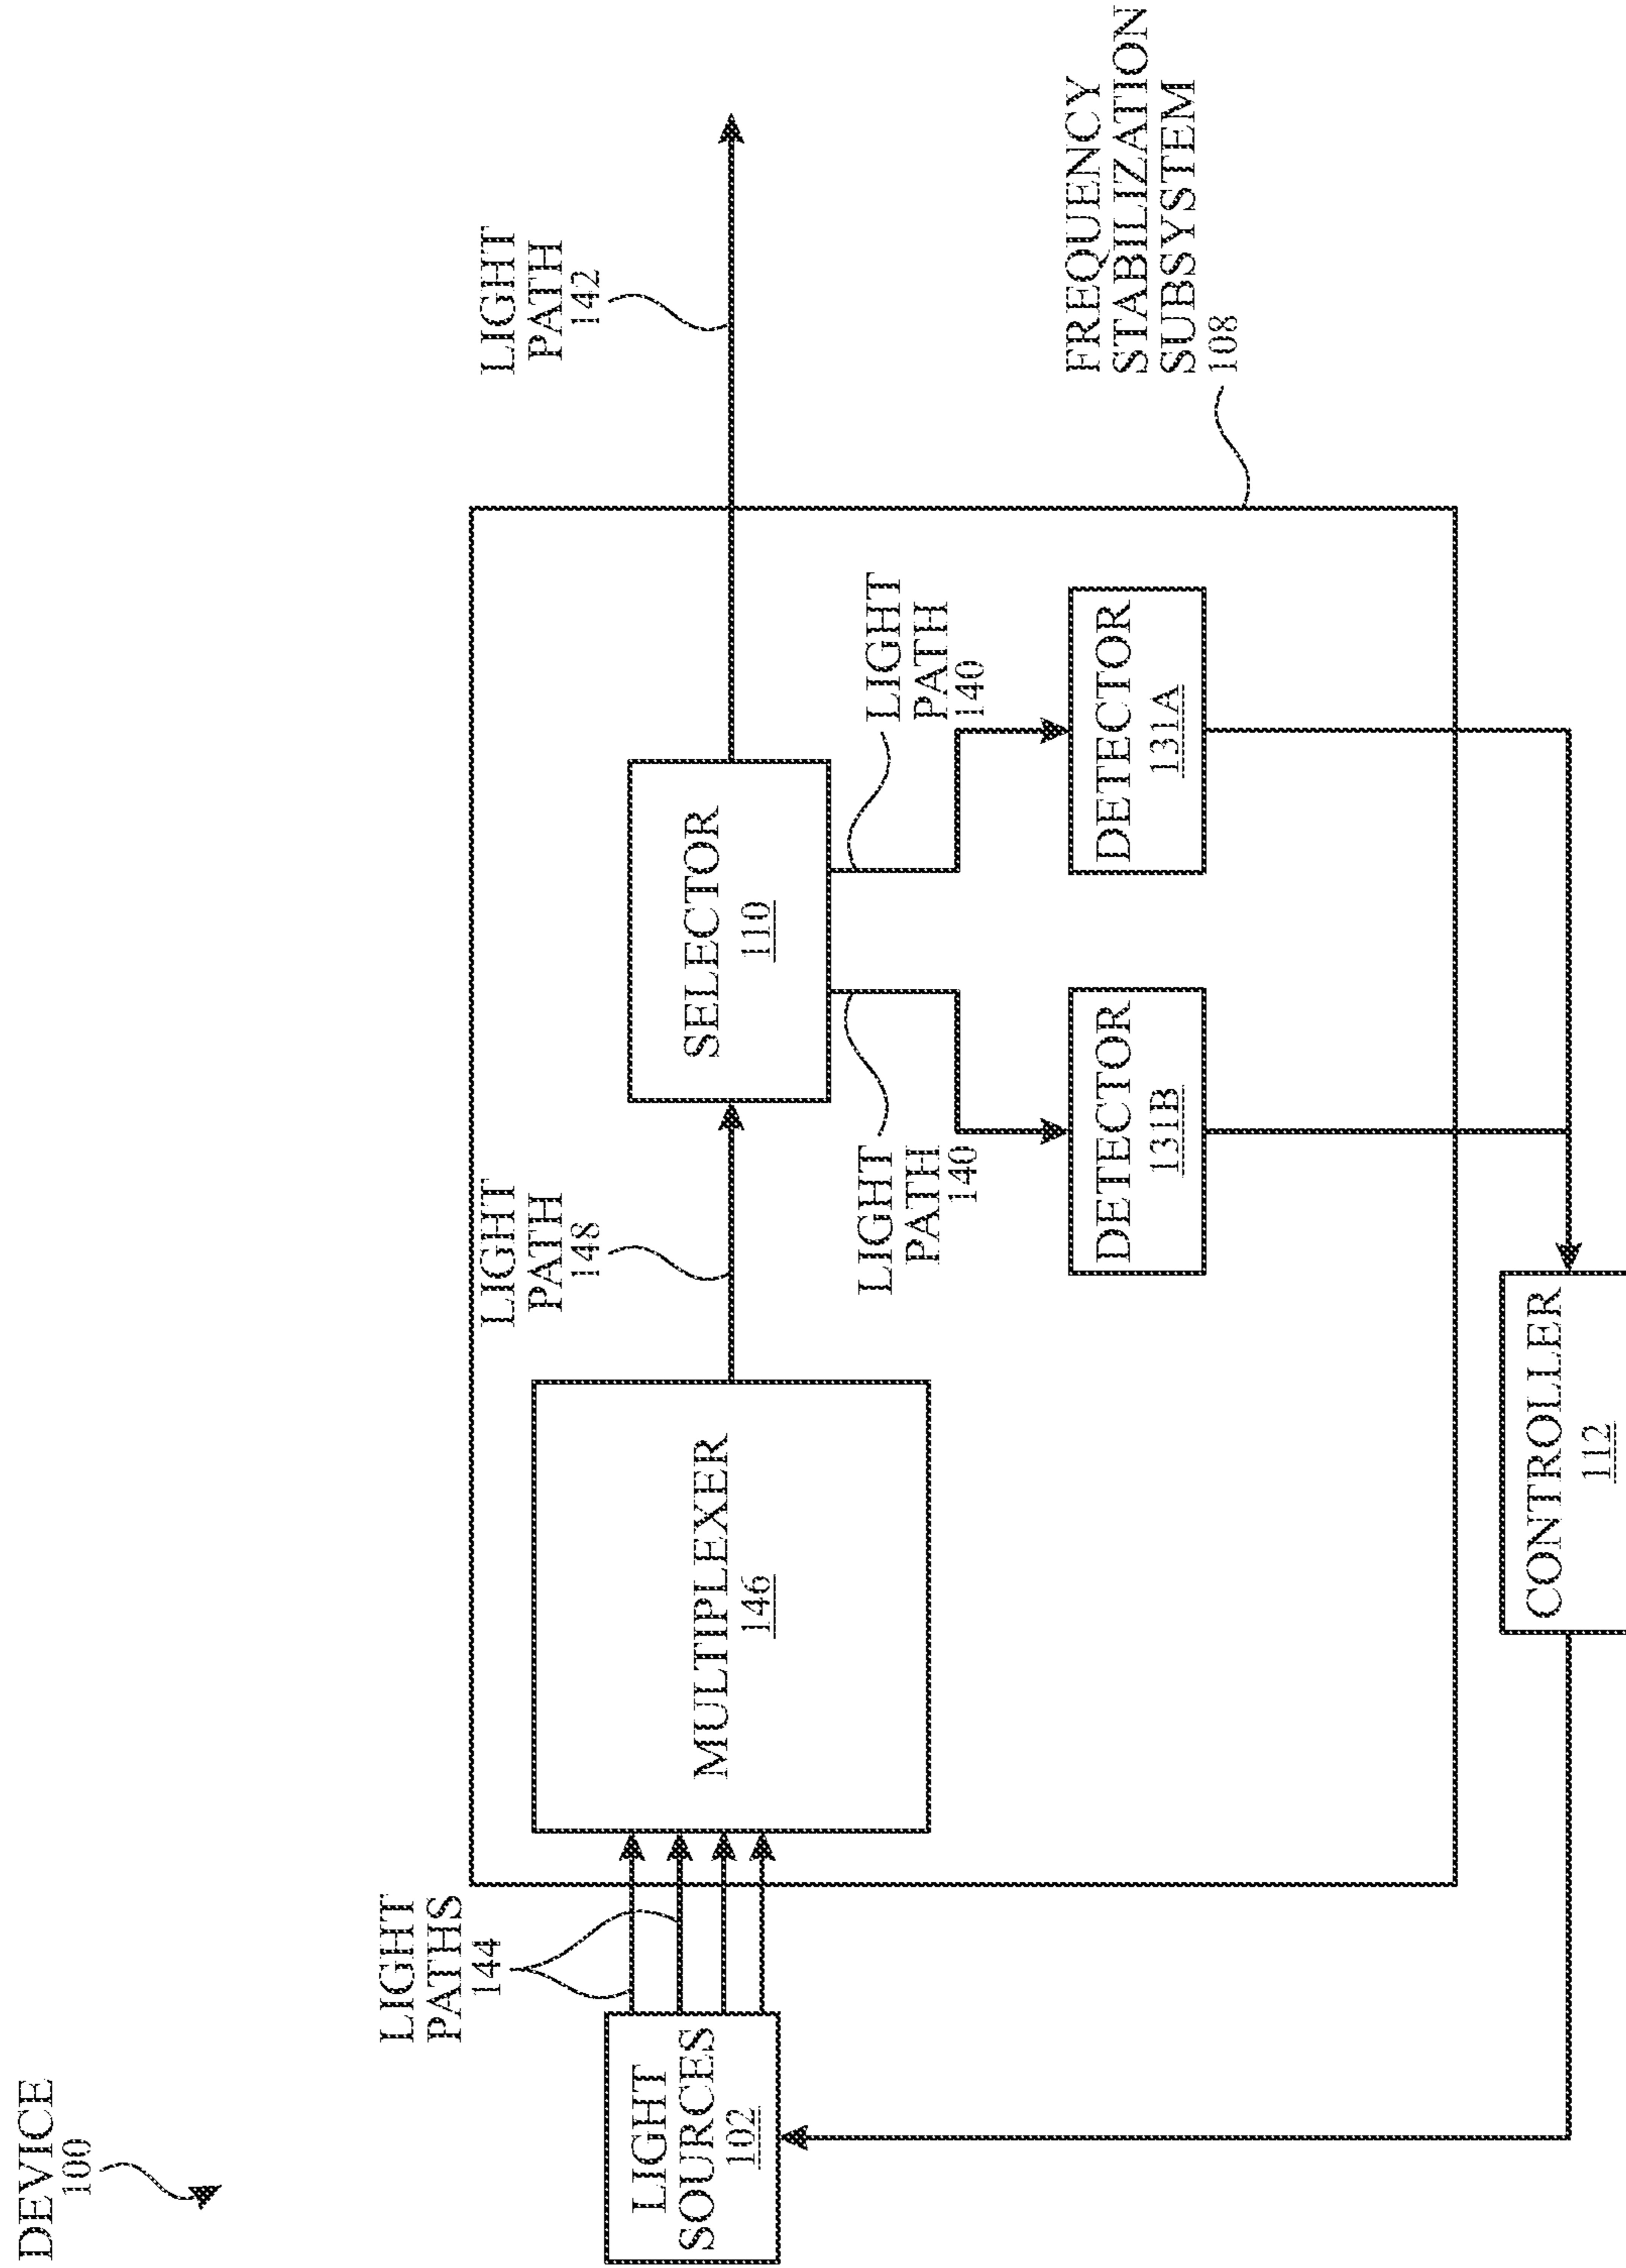 DEVICE
100
LIGHT
PATHS
144
LIGHT
SOURCES
102
MULTIPLEXER
146
LIGHT
PATH
148
SELECTOR
110
LIGHT
PATH
142
LIGHT
PATH
140
LIGHT
PATH
140
DETECTOR
131B
DETECTOR
131A
FREQUENCY
STABILIZATION
SUBSYSTEM
108
CONTROLLER
112